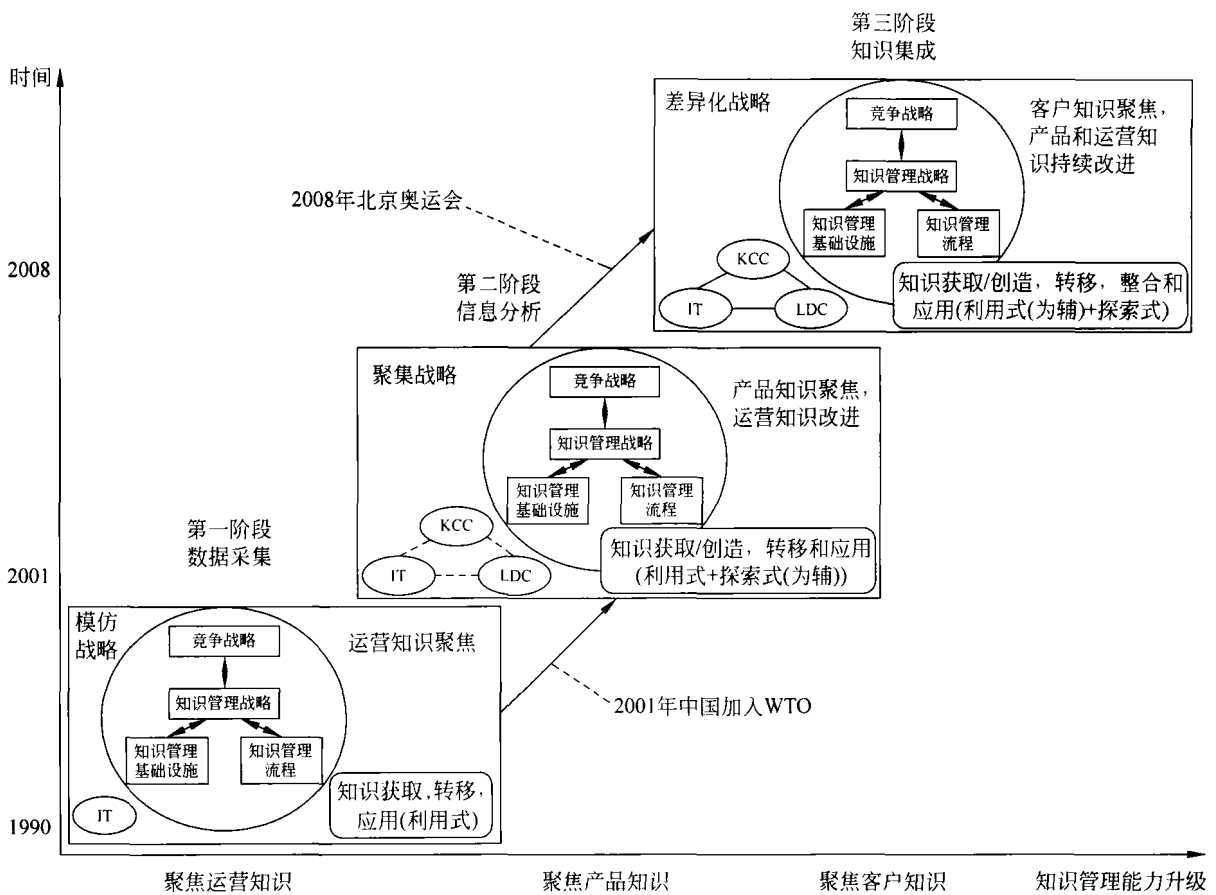 第三阶段
知识集成
时间
差异化战略
竞争战略
知识管理战略
知识管理
基础设施
知识管理
流程
客户知识聚焦,
产品和运营知
识持续改进
KCC
IT
LDC
知识获取/创造, 转移, 整合和
应用(利用式(为辅)+探索式)
2008年北京奥运会
2008
第二阶段
信息分析
聚集战略
竞争战略
知识管理战略
知识管理
基础设施
知识管理
流程
产品知识聚焦,
运营知识改进
KCC
IT
LDC
知识获取/创造, 转移和应用
(利用式+探索式(为辅))
第一阶段
数据采集
2001
模仿
战略
竞争战略
知识管理战略
知识管理
基础设施
知识管理
流程
运营知识聚焦
IT
知识获取,转移,
应用(利用式)
2001年中国加入WTO
1990
聚焦运营知识
聚焦产品知识
聚焦客户知识
知识管理能力升级